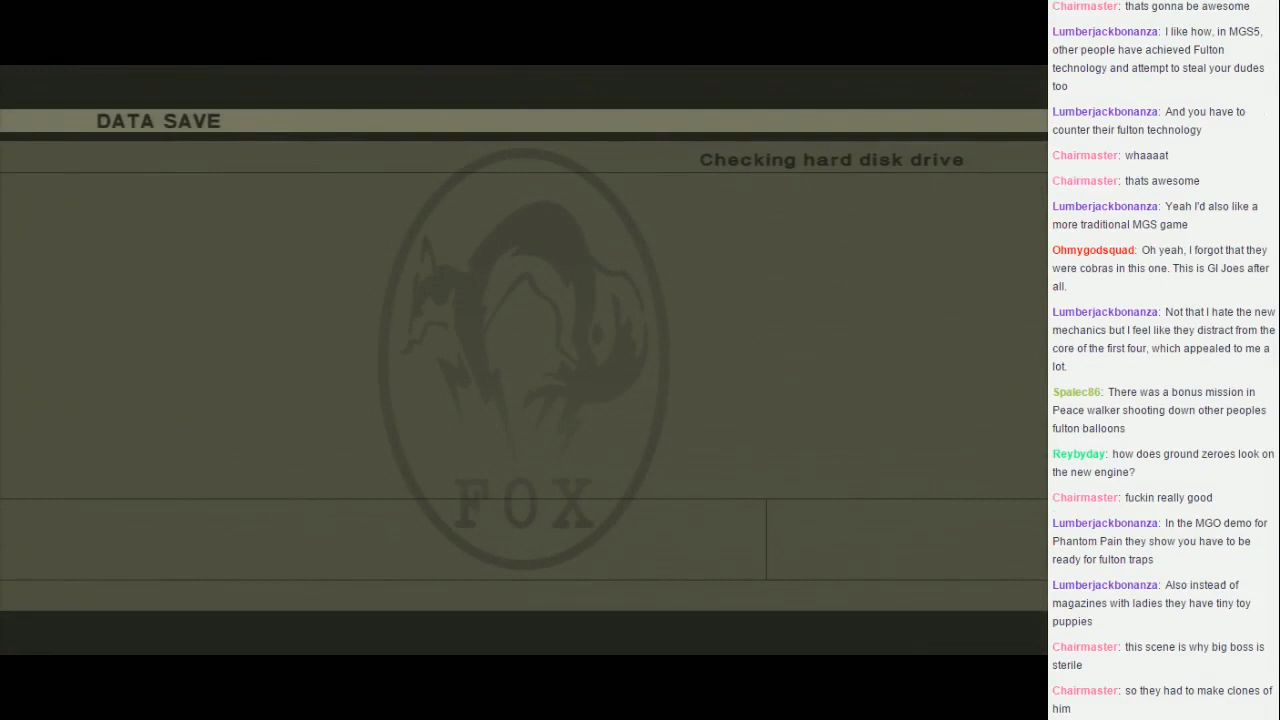 DATA SAVE
Checking hard disk drive
FOX
Chairmaster: thats gonna be awesome
Lumberjackbonanza: I like how, in MGS5,
other people have achieved Fulton
technology and attempt to steal your dudes
too
Lumberjackbonanza: And you have to
counter their fulton technology
Chairmaster: whaaaat
Chairmaster: thats awesome
Lumberjackbonanza: Yeah I'd also like a
more traditional MGS game
Ohmygodsquad: Oh yeah, I forgot that they
were cobras in this one. This is GI Joes after
all.
Lumberjackbonanza: Not that I hate the new
mechanics but I feel like they distract from the
core of the first four, which appealed to me a
lot.
Spalec86: There was a bonus mission in
Peace walker shooting down other peoples
fulton balloons
Reybyday: how does ground zeroes look on
the new engine?
Chairmaster: fuckin really good
Lumberjackbonanza: In the MGO demo for
Phantom Pain they show you have to be
ready for fulton traps
Lumberjackbonanza: Also instead of
magazines with ladies they have tiny toy
puppies
Chairmaster: this scene is why big boss is
sterile
Chairmaster: so they had to make clones of
him